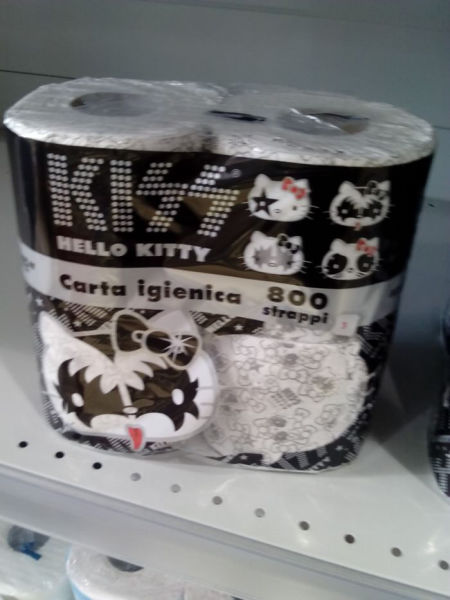 KISS
HELLO KITTY
Carta igienica 800
strappi